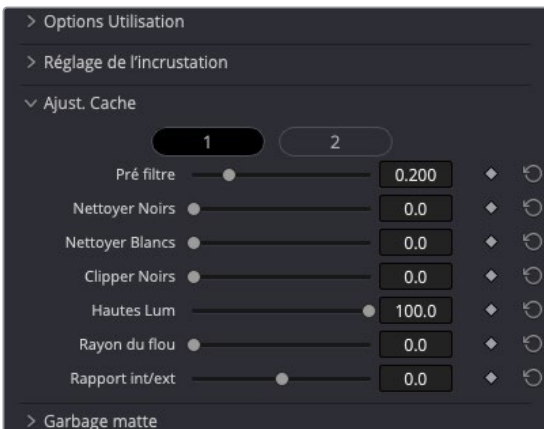 Options Utilisation
Réglage de l'incrustation
Ajust. Cache
1 2
Pré filtre 0.200
Nettoyer Noirs 0.0
Nettoyer Blancs 0.0
Clipper Noirs 0.0
Hautes Lum 100.0
Rayon du flou 0.0
Rapport int/ext 0.0
Garbage matte